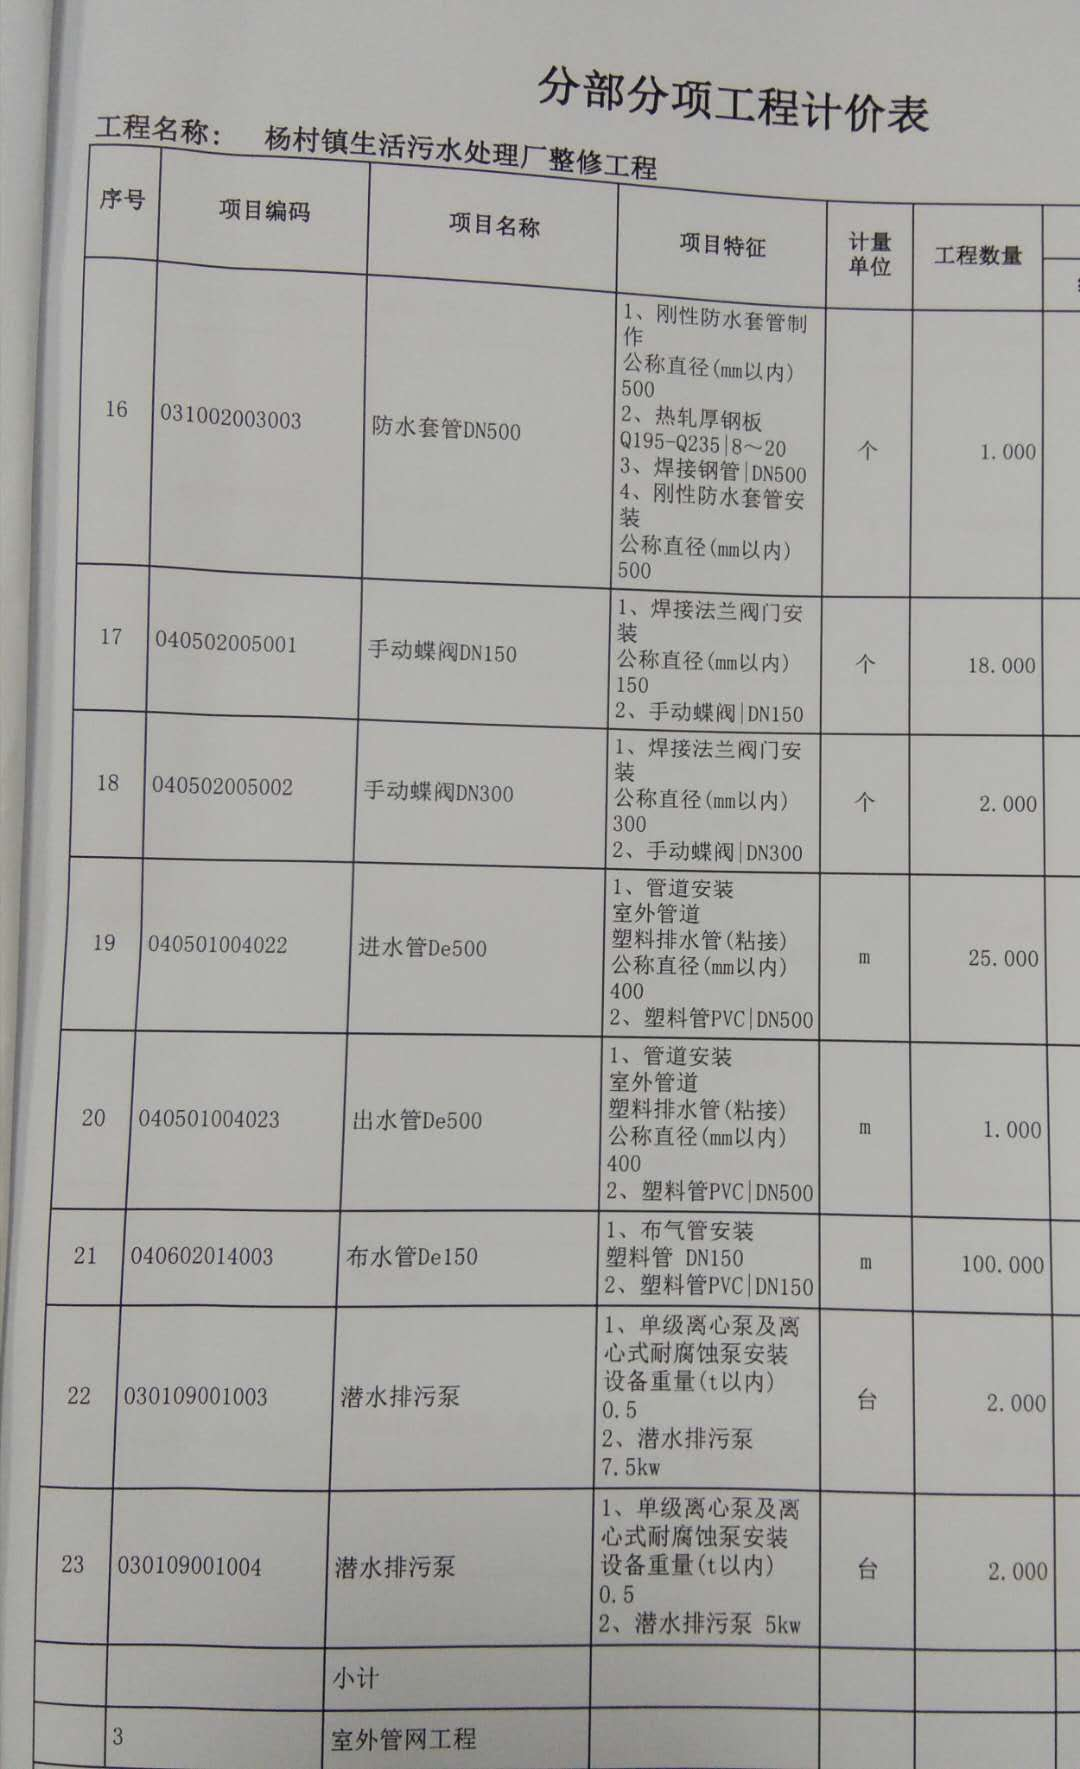 分部分项工程计价表
工程名称: 杨村镇生活污水处理厂整修工程
序号
项目编码
项目名称
项目特征
计量
单位
工程数量
16
031002003003
防水套管DN500
1、刚性防水套管制
作
公称直径(mm以内)
500
2、热轧厚钢板
Q195-Q235|8～20
3、焊接钢管|DN500
4、刚性防水套管安
装
公称直径(mm以内)
500
个
1.000
17
040502005001
手动蝶阀DN150
1、焊接法兰阀门安
装
公称直径(mm以内)
150
2、手动蝶阀|DN150
个
18.000
18
040502005002
手动蝶阀DN300
1、焊接法兰阀门安
装
公称直径(mm以内)
300
2、手动蝶阀|DN300
个
2.000
19
040501004022
进水管De500
1、管道安装
室外管道
塑料排水管(粘接)
公称直径(mm以内)
400
2、塑料管PVC|DN500
m
25.000
20
040501004023
出水管De500
1、管道安装
室外管道
塑料排水管(粘接)
公称直径(mm以内)
400
2、塑料管PVC|DN500
m
1.000
21
040602014003
布水管De150
1、布气管安装
塑料管 DN150
2、塑料管PVC|DN150
m
100.000
22
030109001003
潜水排污泵
1、单级离心泵及离
心式耐腐蚀泵安装
设备重量(t以内)
0.5
2、潜水排污泵
7.5kw
台
2.000
23
030109001004
潜水排污泵
1、单级离心泵及离
心式耐腐蚀泵安装
设备重量(t以内)
0.5
2、潜水排污泵 5kw
台
2.000
小计
3
室外管网工程